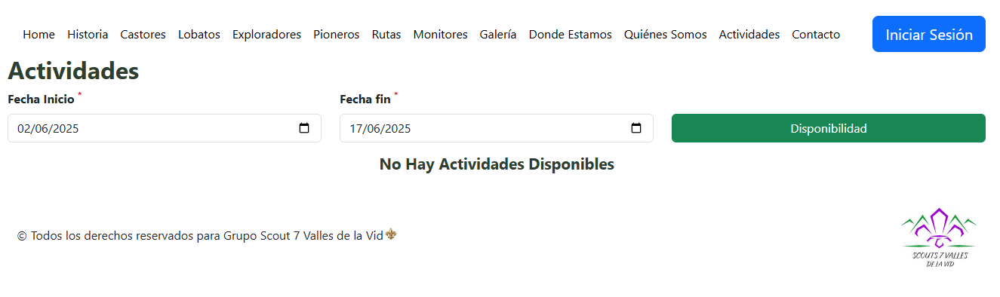 Home Historia Castores Lobatos Exploradores Pioneros Rutas Monitores Galería Donde Estamos Quiénes Somos Actividades Contacto Iniciar Sesión
Actividades
Fecha Inicio * Fecha fin *
02/06/2025 17/06/2025 Disponibilidad
No Hay Actividades Disponibles
© Todos los derechos reservados para Grupo Scout 7 Valles de la Vid⚜
SCOUTS 7 VALLES
DE LA VID